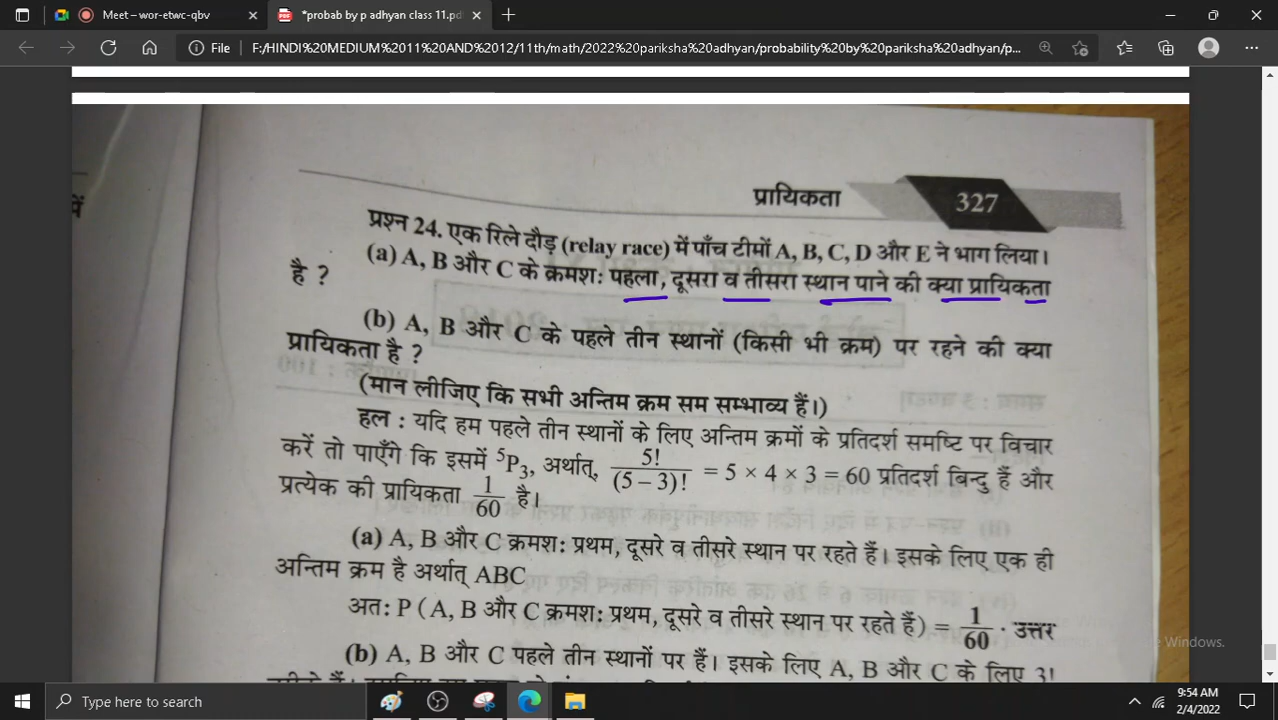 Meet – wor-etwc-qbv
*probab by p adhyan class 11.pd
File
F:/HINDI%20MEDIUM%2011%20AND%2012/11th/math/2022%20pariksha%20adhyan/probability%20by%20pariksha%20adhyan/p...
प्रायिकता 327
प्रश्न 24. एक रिले दौड़ (relay race) में पाँच टीमों A, B, C, D और E ने भाग लिया।
(a) A, B और C के क्रमशः पहला, दूसरा व तीसरा स्थान पाने की क्या प्रायिकता
है ?
(b) A, B और C के पहले तीन स्थानों (किसी भी क्रम) पर रहने की क्या
प्रायिकता है ?
(मान लीजिए कि सभी अन्तिम क्रम सम सम्भाव्य हैं।)
हल : यदि हम पहले तीन स्थानों के लिए अन्तिम क्रमों के प्रतिदर्श समष्टि पर विचार
करें तो पाएँगे कि इसमें ⁵P₃, अर्थात्, 5!/(5 – 3)! = 5 × 4 × 3 = 60 प्रतिदर्श बिन्दु हैं और
प्रत्येक की प्रायिकता 1/60 है।
(a) A, B और C क्रमशः प्रथम, दूसरे व तीसरे स्थान पर रहते हैं। इसके लिए एक ही
अन्तिम क्रम है अर्थात् ABC
अतः P ( A, B और C क्रमशः प्रथम, दूसरे व तीसरे स्थान पर रहते हैं) = 1/60 · उत्तर
(b) A, B और C पहले तीन स्थानों पर हैं। इसके लिए A, B और C के लिए 3!
Windows.
Type here to search
9:54 AM
2/4/2022